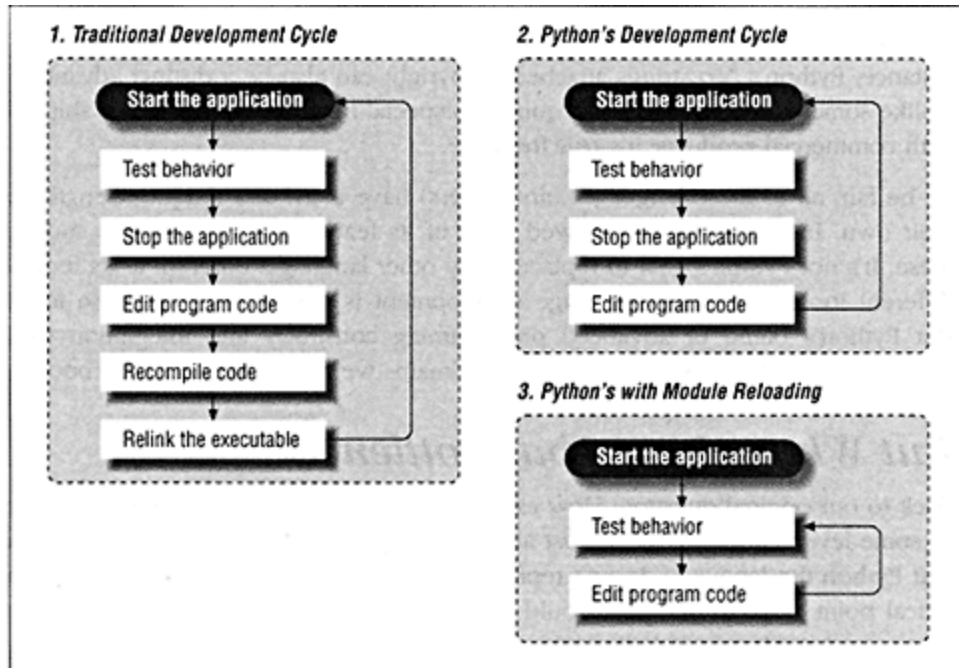 1. Traditional Development Cycle
Start the application
Test behavior
Stop the application
Edit program code
Recompile code
Relink the executable
2. Python's Development Cycle
Start the application
Test behavior
Stop the application
Edit program code
3. Python's with Module Reloading
Start the application
Test behavior
Edit program code